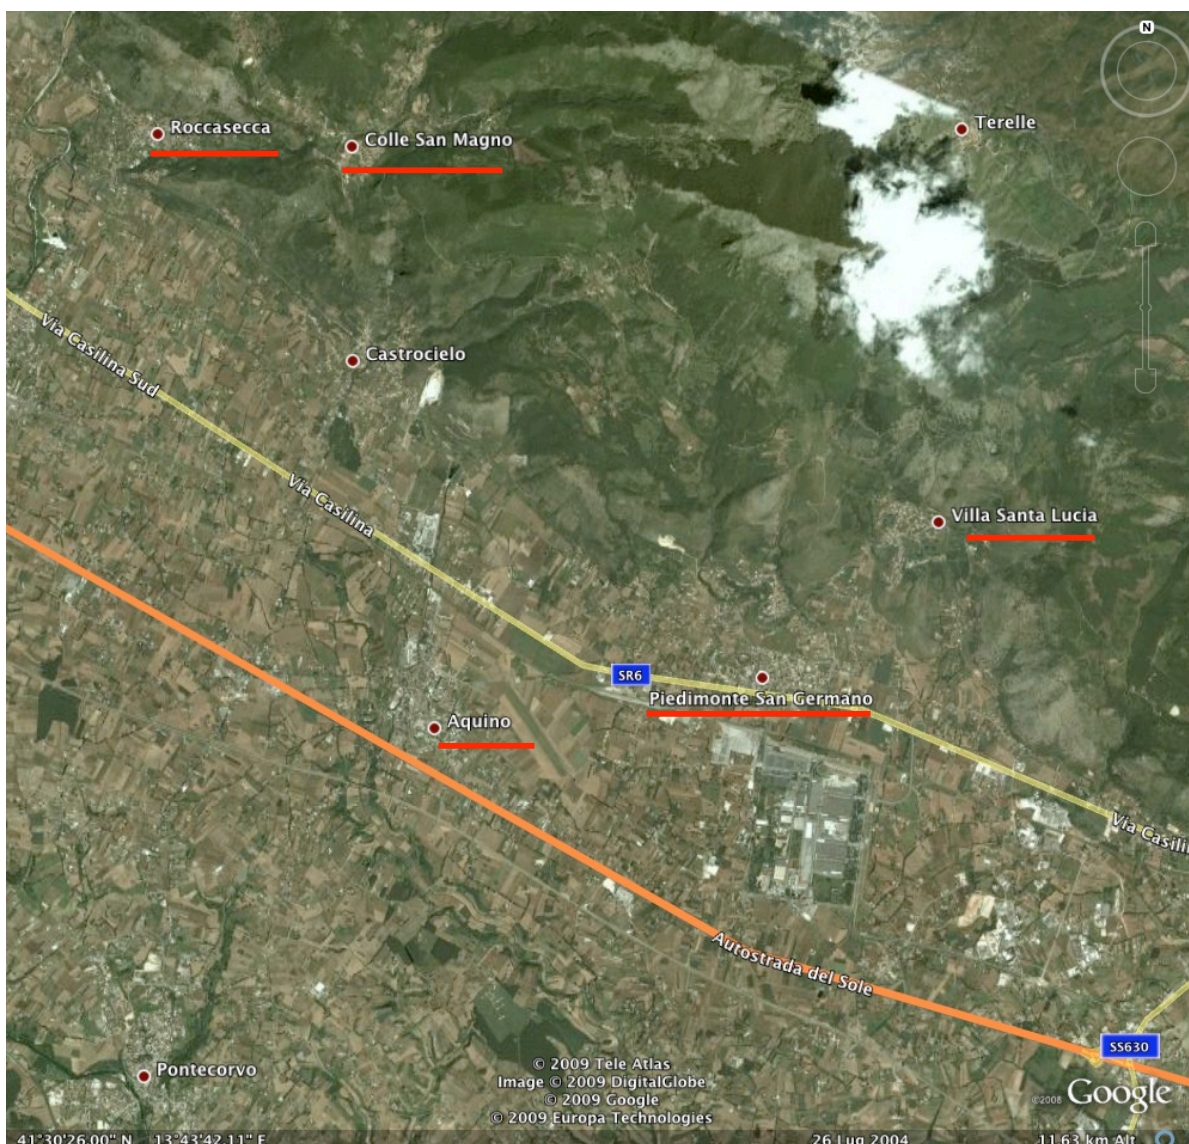 N
Roccasecca
Colle San Magno
Terelle
Via Casilina Sud
Castrocielo
Via Casilina
Villa Santa Lucia
SR6
Piedimonte San Germano
Aquino
Via Casilin
Autostrada del Sole
SS630
Pontecorvo
© 2009 Tele Atlas
Image © 2009 DigitalGlobe
© 2009 Google
© 2009 Europa Technologies
©2008 Google
41°30'26.00" N 13°43'42.11" E 26 Lug 2004 11.63 km Alt